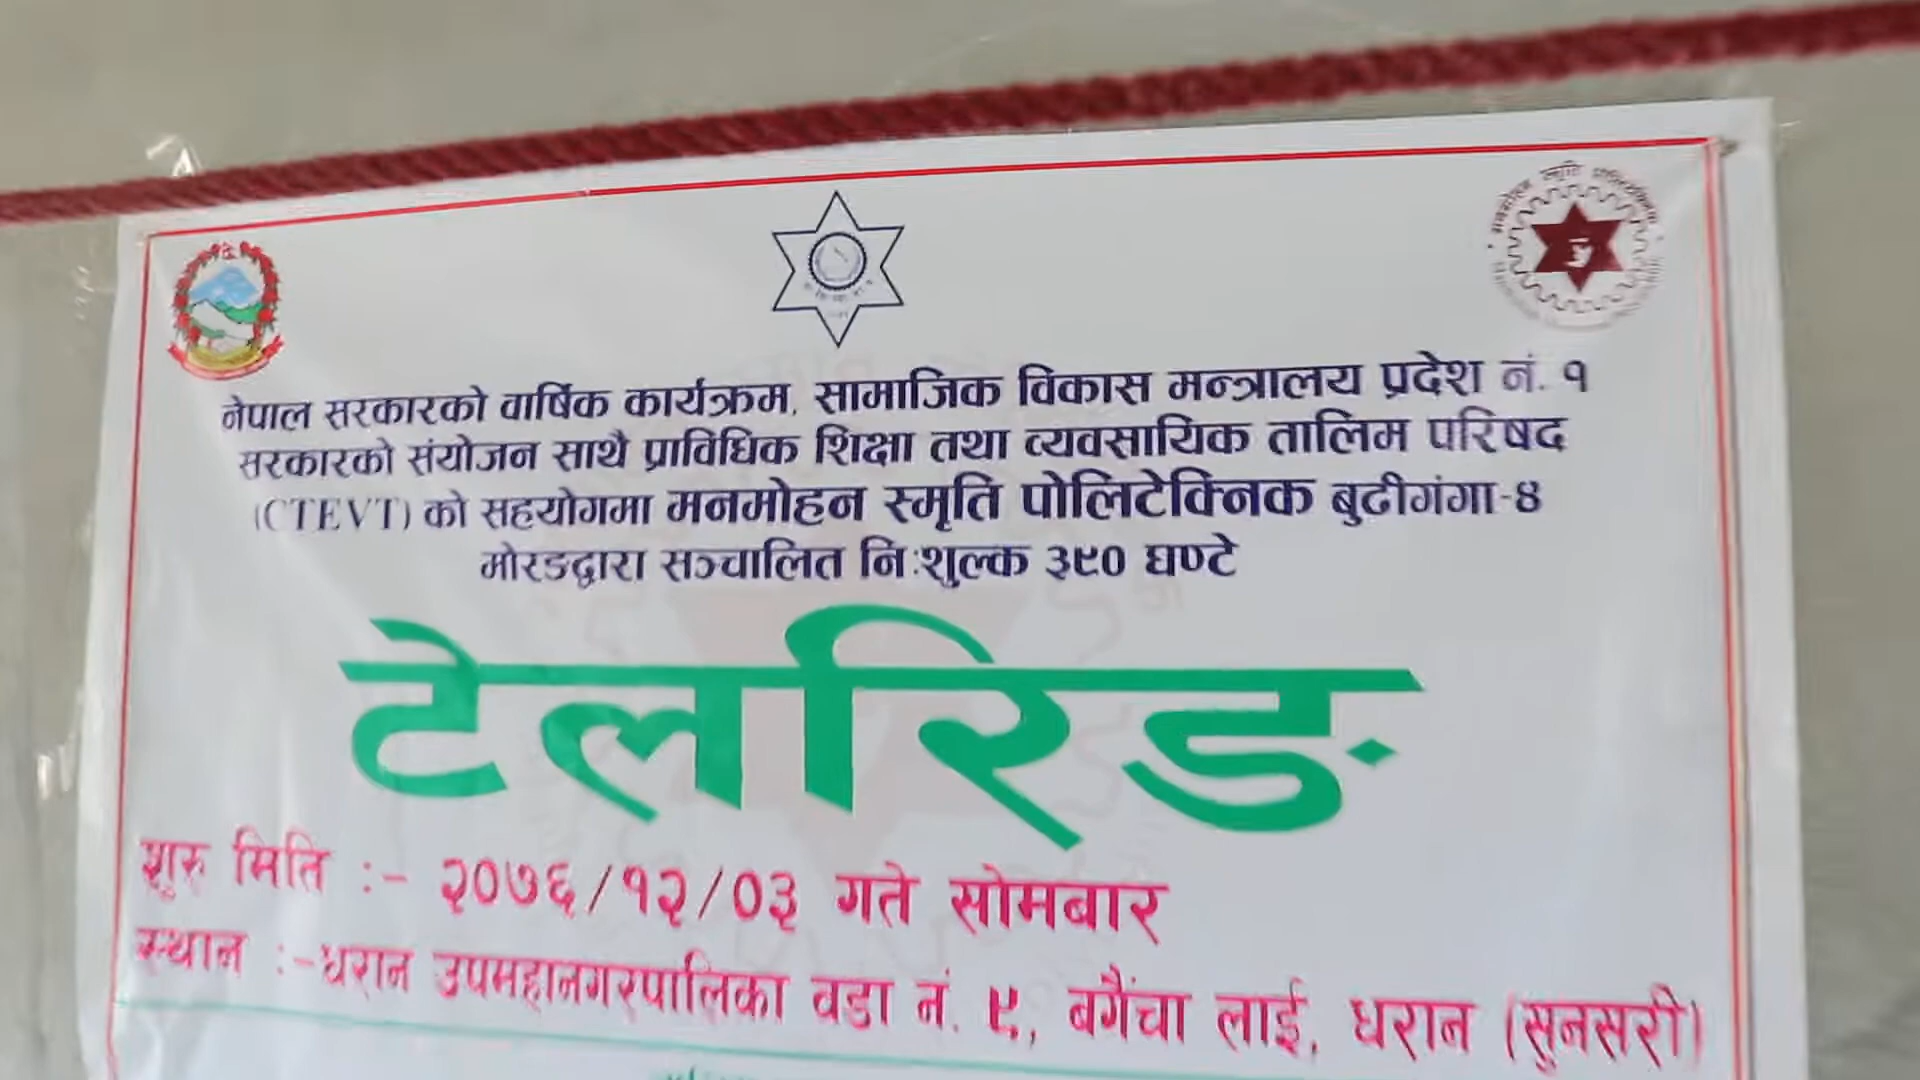 नेपाल सरकारको वार्षिक कार्यक्रम, सामाजिक विकास मन्त्रालय प्रदेश नं. १
सरकारको संयोजन साथै प्राविधिक शिक्षा तथा व्यवसायिक तालिम परिषद
(CTEVT) को सहयोगमा मनमोहन स्मृति पोलिटेक्निक बुढीगंगा-४
मोरङद्वारा सञ्चालित नि:शुल्क ३९० घण्टे
टेलरिङ
शुरु मिति :- २०७६/१२/०३ गते सोमबार
स्थान :-धरान उपमहानगरपालिका वडा नं. ९, बगैंचा लाई, धरान (सुनसरी)